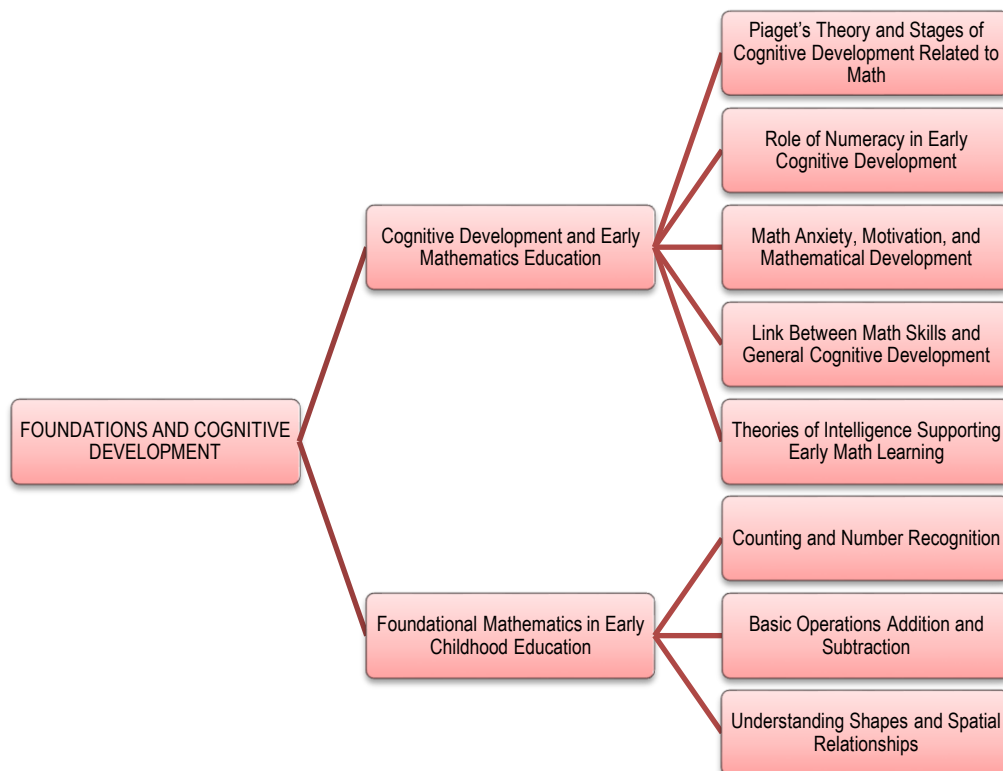 Piaget’s Theory and Stages of
Cognitive Development Related to
Math
Role of Numeracy in Early
Cognitive Development
Cognitive Development and Early
Mathematics Education
Math Anxiety, Motivation, and
Mathematical Development
Link Between Math Skills and
General Cognitive Development
FOUNDATIONS AND COGNITIVE
DEVELOPMENT
Theories of Intelligence Supporting
Early Math Learning
Counting and Number Recognition
Foundational Mathematics in Early
Childhood Education
Basic Operations Addition and
Subtraction
Understanding Shapes and Spatial
Relationships